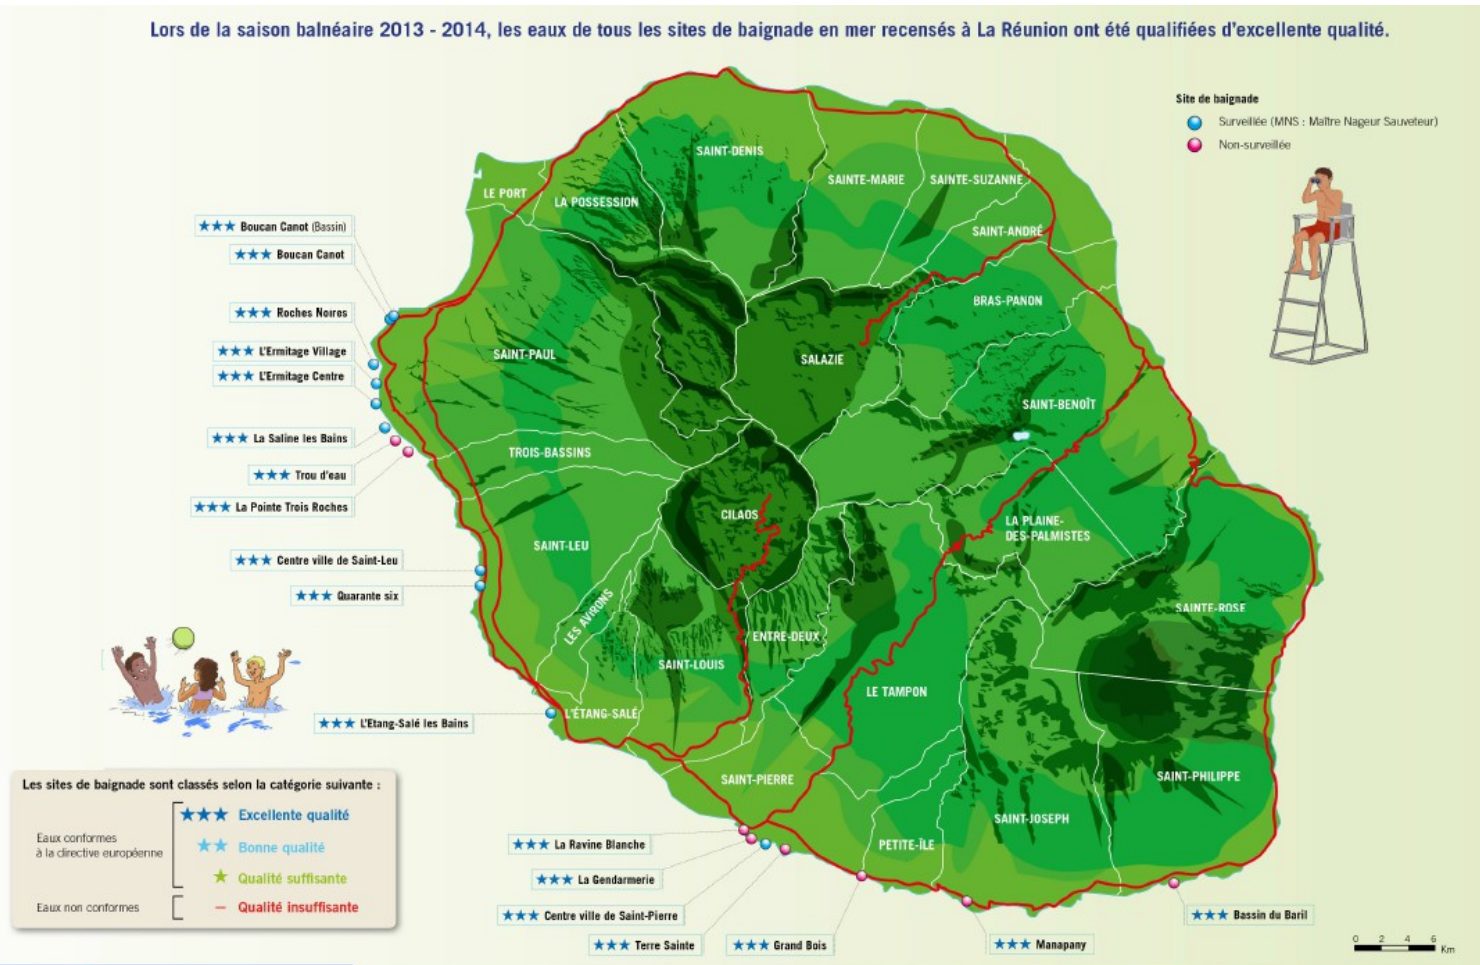 Lors de la saison balnéaire 2013 - 2014, les eaux de tous les sites de baignade en mer recensés à La Réunion ont été qualifiées d'excellente qualité.
Site de baignade
Surveillée (MNS : Maître Nageur Sauveteur)
Non-surveillée
SAINT-DENIS
SAINTE-MARIE
SAINTE-SUZANNE
LE PORT
LA POSSESSION
SAINT-ANDRÉ
BRAS-PANON
SAINT-PAUL
SALAZIE
SAINT-BENOÎT
TROIS-BASSINS
CILAOS
LA PLAINE-
DES-PALMISTES
SAINT-LEU
LES AVIRONS
SAINTE-ROSE
ENTRE-DEUX
SAINT-LOUIS
LE TAMPON
L'ÉTANG-SALÉ
SAINT-PIERRE
SAINT-PHILIPPE
SAINT-JOSEPH
PETITE-ÎLE
★★★ Boucan Canot (Bassin)
★★★ Boucan Canot
★★★ Roches Noires
★★★ L'Ermitage Village
★★★ L'Ermitage Centre
★★★ La Saline les Bains
★★★ Trou d'eau
★★★ La Pointe Trois Roches
★★★ Centre ville de Saint-Leu
★★★ Quarante six
★★★ L'Etang-Salé les Bains
★★★ La Ravine Blanche
★★★ La Gendarmerie
★★★ Centre ville de Saint-Pierre
★★★ Terre Sainte
★★★ Grand Bois
★★★ Manapany
★★★ Bassin du Baril
Les sites de baignade sont classés selon la catégorie suivante :
Eaux conformes
à la directive européenne
★★★ Excellente qualité
★★ Bonne qualité
★ Qualité suffisante
Eaux non conformes
– Qualité insuffisante
0 2 4 6
Km